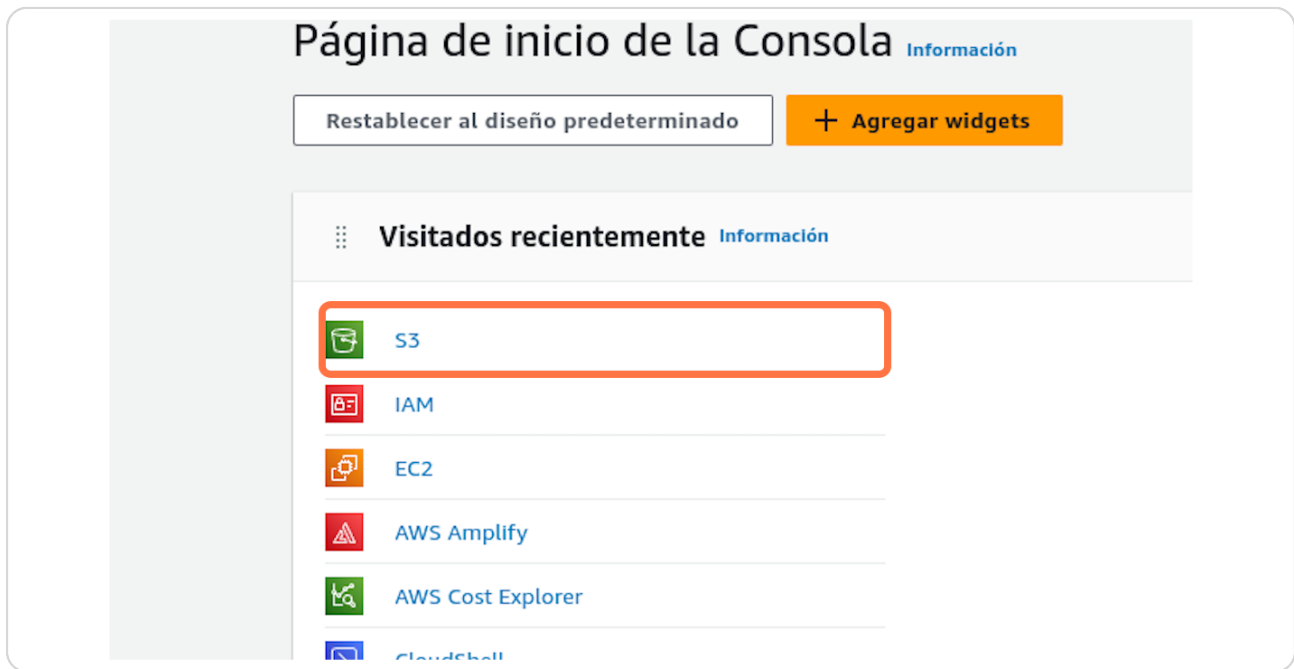 Página de inicio de la Consola Información
Restablecer al diseño predeterminado + Agregar widgets
Visitados recientemente Información
S3
IAM
EC2
AWS Amplify
AWS Cost Explorer
CloudShell